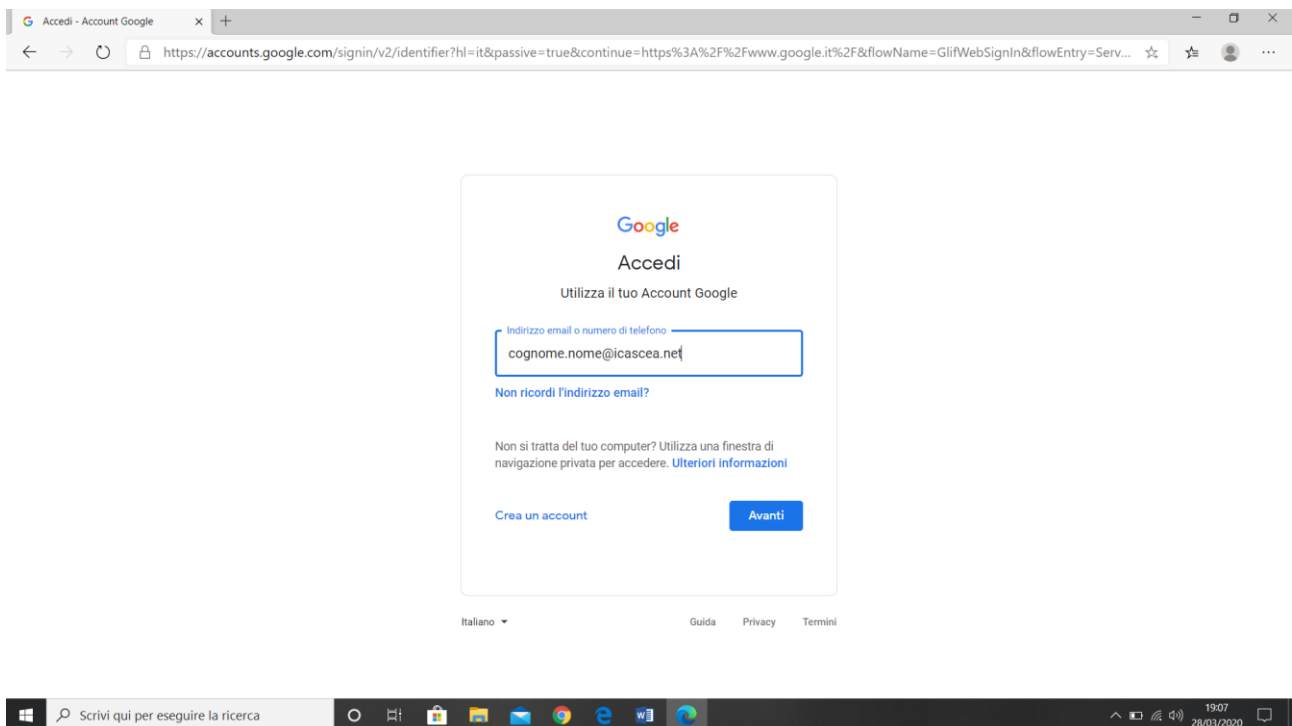 Accedi - Account Google
https://accounts.google.com/signin/v2/identifier?hl=it&passive=true&continue=https%3A%2F%2Fwww.google.it%2F&flowName=GlifWebSignIn&flowEntry=Serv...
Google
Accedi
Utilizza il tuo Account Google
Indirizzo email o numero di telefono
cognome.nome@icascea.net
Non ricordi l'indirizzo email?
Non si tratta del tuo computer? Utilizza una finestra di
navigazione privata per accedere. Ulteriori informazioni
Crea un account
Avanti
Italiano
Guida Privacy Termini
Scrivi qui per eseguire la ricerca
19:07
28/03/2020